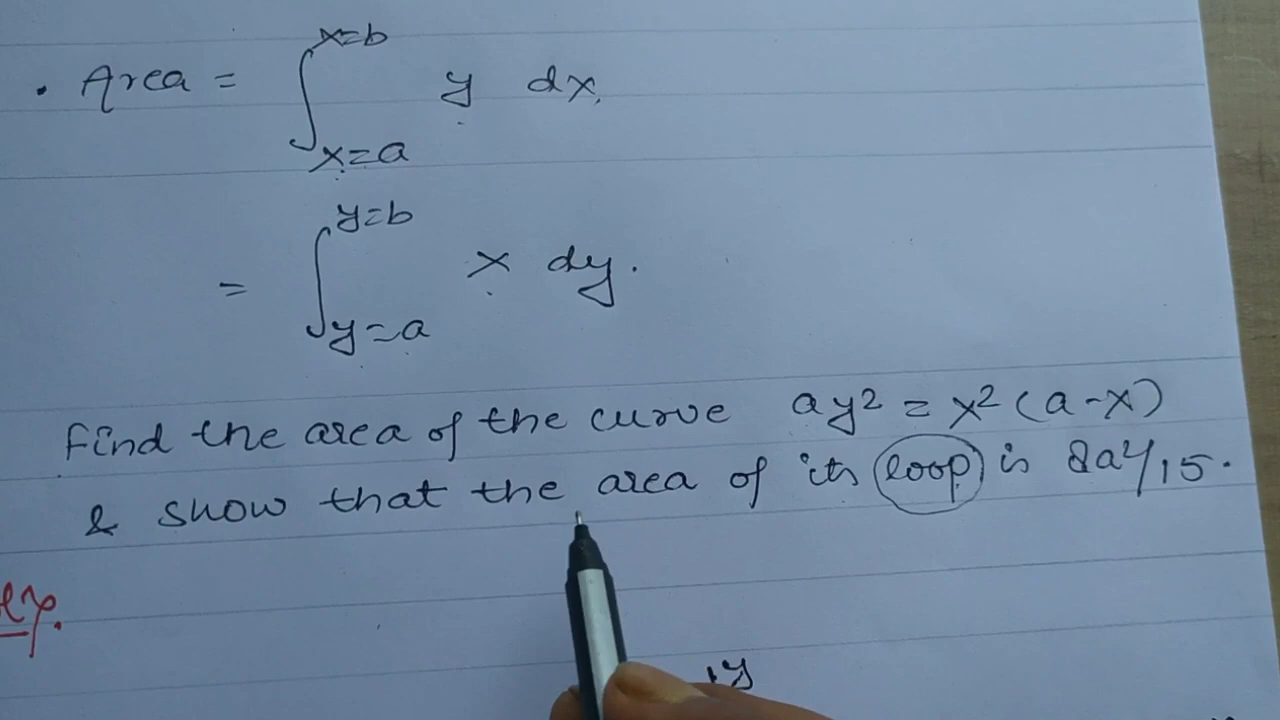 x=b
. Area = ∫ y dx
x=a
y=b
= ∫ x dy.
y=a
Find the area of the curve ay² = x²(a-x)
& show that the area of its loop is 8a²/15.
y